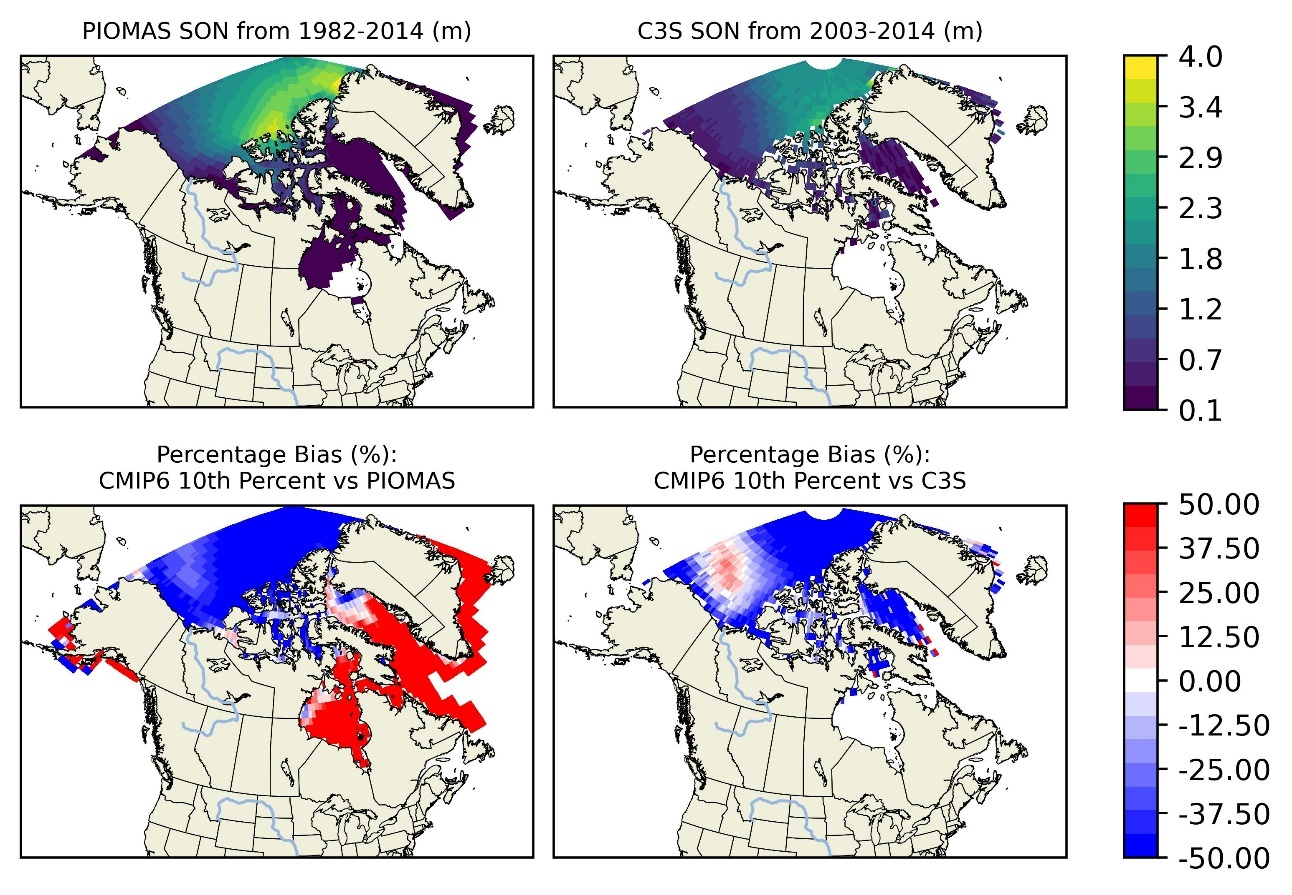 PIOMAS SON from 1982-2014 (m)
C3S SON from 2003-2014 (m)
4.0
3.4
2.9
2.3
1.8
1.2
0.7
0.1
Percentage Bias (%):
CMIP6 10th Percent vs PIOMAS
Percentage Bias (%):
CMIP6 10th Percent vs C3S
50.00
37.50
25.00
12.50
0.00
-12.50
-25.00
-37.50
-50.00